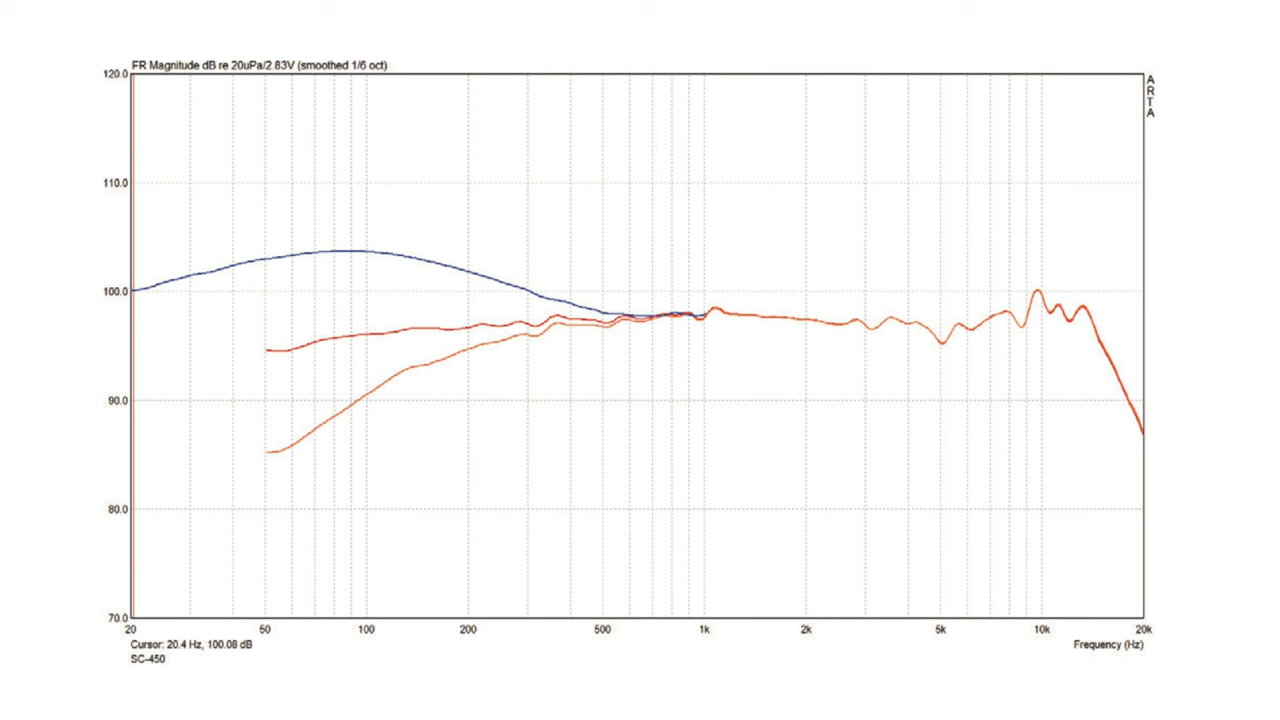 FR Magnitude dB re 20uPa/2.83V (smoothed 1/6 oct)
120.0
A
R
T
A
110.0
100.0
90.0
80.0
70.0
20 50 100 200 500 1k 2k 5k 10k 20k
Cursor: 20.4 Hz, 100.08 dB Frequency (Hz)
SC-450